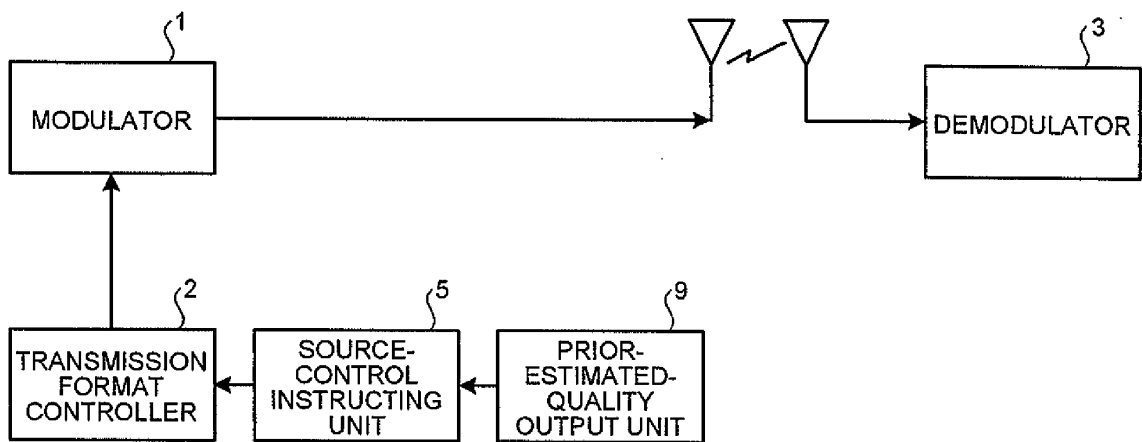 1
MODULATOR
3
DEMODULATOR
2
TRANSMISSION
FORMAT
CONTROLLER
5
SOURCE-
CONTROL
INSTRUCTING
UNIT
9
PRIOR-
ESTIMATED-
QUALITY
OUTPUT UNIT